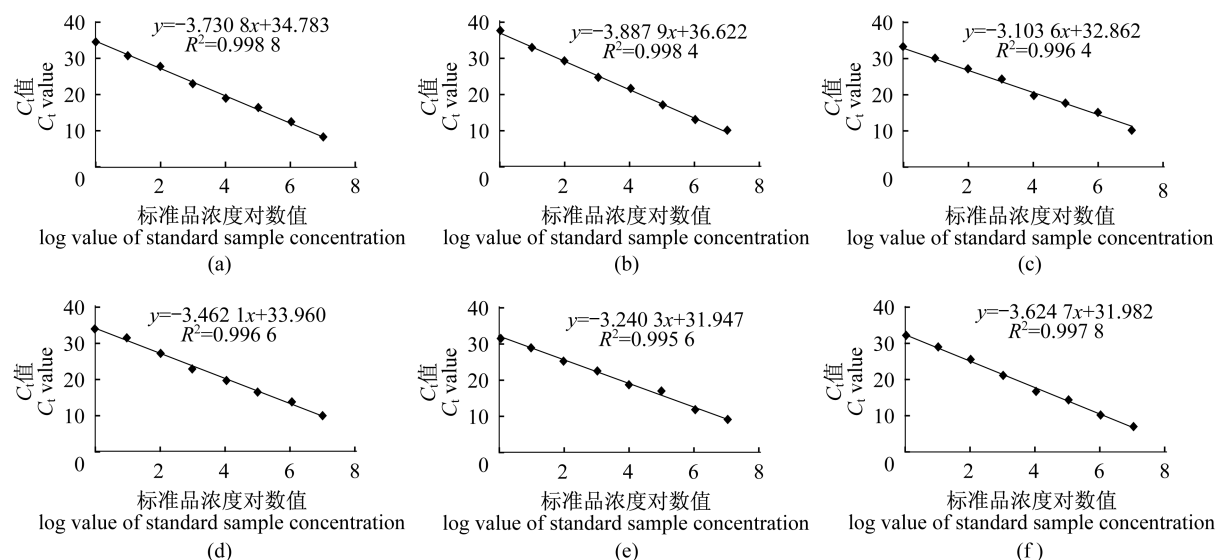 40
30
20
10
0
2
4
6
8
Ct值
Ct value
y=−3.730 8x+34.783
R²=0.998 8
标准品浓度对数值
log value of standard sample concentration
(a)
40
30
20
10
0
2
4
6
8
Ct值
Ct value
y=−3.887 9x+36.622
R²=0.998 4
标准品浓度对数值
log value of standard sample concentration
(b)
40
30
20
10
0
2
4
6
8
Ct值
Ct value
y=−3.103 6x+32.862
R²=0.996 4
标准品浓度对数值
log value of standard sample concentration
(c)
40
30
20
10
0
2
4
6
8
Ct值
Ct value
y=−3.462 1x+33.960
R²=0.996 6
标准品浓度对数值
log value of standard sample concentration
(d)
40
30
20
10
0
2
4
6
8
Ct值
Ct value
y=−3.240 3x+31.947
R²=0.995 6
标准品浓度对数值
log value of standard sample concentration
(e)
40
30
20
10
0
2
4
6
8
Ct值
Ct value
y=−3.624 7x+31.982
R²=0.997 8
标准品浓度对数值
log value of standard sample concentration
(f)